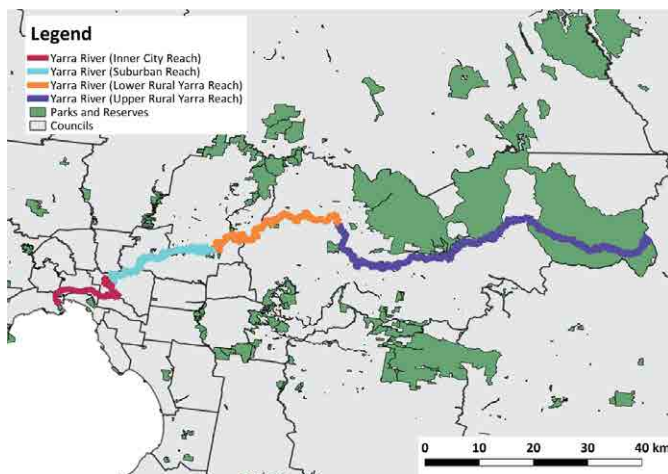 Legend
Yarra River (Inner City Reach)
Yarra River (Suburban Reach)
Yarra River (Lower Rural Yarra Reach)
Yarra River (Upper Rural Yarra Reach)
Parks and Reserves
Councils
0 10 20 30 40 km